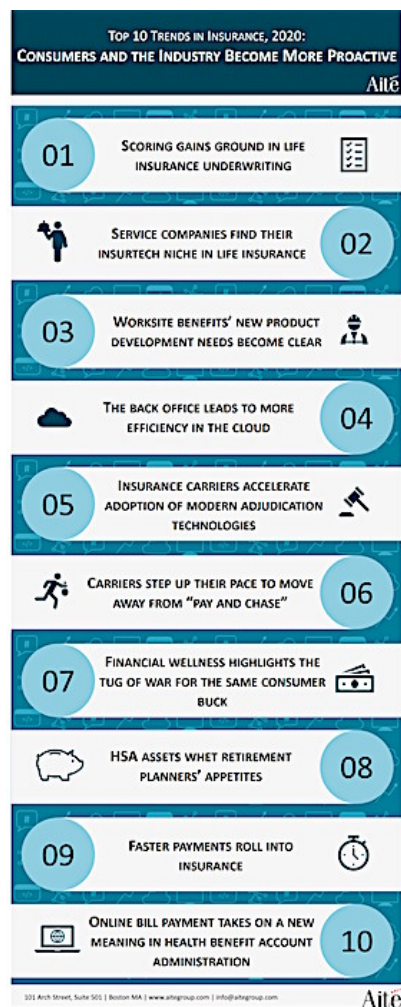 TOP 10 TRENDS IN INSURANCE, 2020:
CONSUMERS AND THE INDUSTRY BECOME MORE PROACTIVE
Aité
01
SCORING GAINS GROUND IN LIFE
INSURANCE UNDERWRITING
SERVICE COMPANIES FIND THEIR
INSURTECH NICHE IN LIFE INSURANCE
02
03
WORKSITE BENEFITS’ NEW PRODUCT
DEVELOPMENT NEEDS BECOME CLEAR
THE BACK OFFICE LEADS TO MORE
EFFICIENCY IN THE CLOUD
04
05
INSURANCE CARRIERS ACCELERATE
ADOPTION OF MODERN ADJUDICATION
TECHNOLOGIES
CARRIERS STEP UP THEIR PACE TO MOVE
AWAY FROM “PAY AND CHASE”
06
07
FINANCIAL WELLNESS HIGHLIGHTS THE
TUG OF WAR FOR THE SAME CONSUMER
BUCK
HSA ASSETS WHET RETIREMENT
PLANNERS’ APPETITES
08
09
FASTER PAYMENTS ROLL INTO
INSURANCE
ONLINE BILL PAYMENT TAKES ON A NEW
MEANING IN HEALTH BENEFIT ACCOUNT
ADMINISTRATION
10
101 Arch Street, Suite 501 | Boston MA | www.aitegroup.com | info@aitegroup.com
Aité